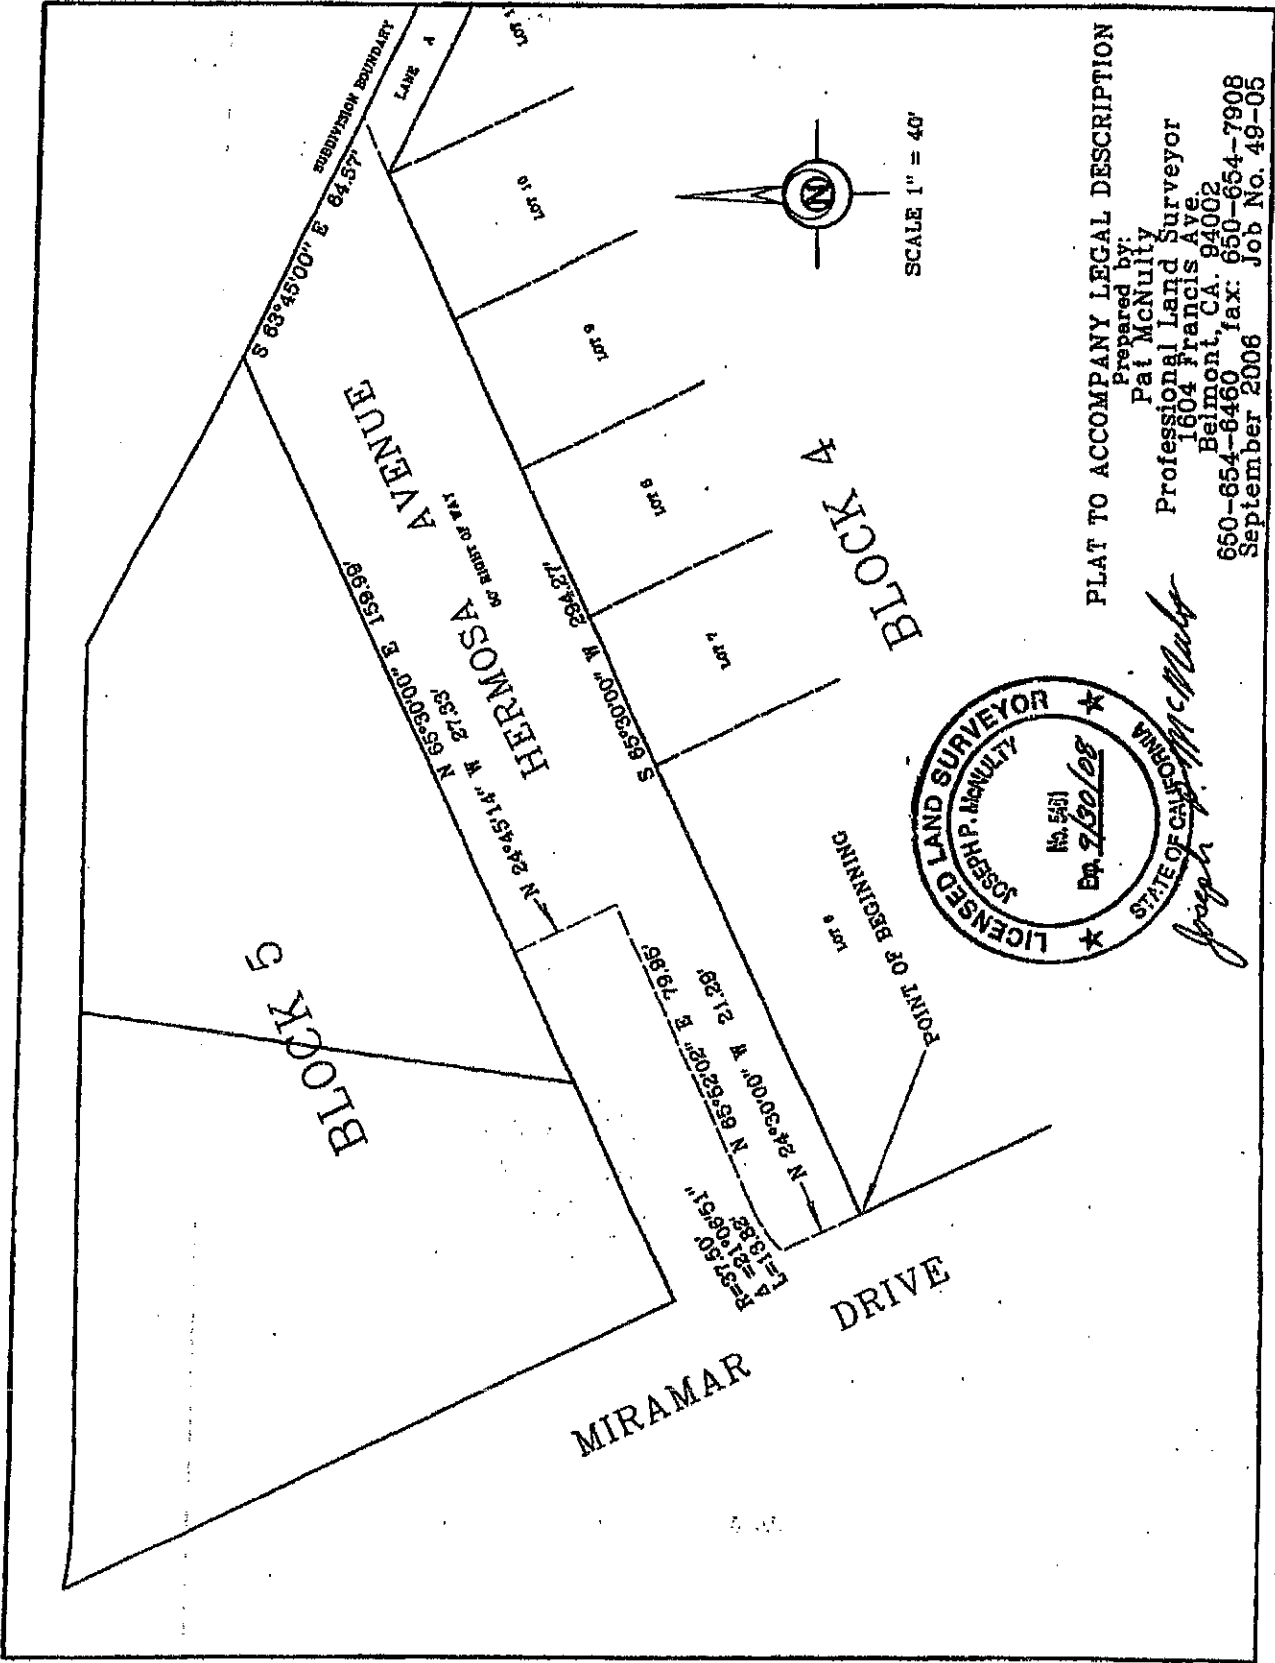 BLOCK 5
SUBDIVISION BOUNDARY
S 63°45'00" E 64.57'
LANE A
N 65°30'00" E 159.99'
N 24°45'14" W 27.33'
HERMOSA AVENUE
50' RIGHT OF WAY
S 65°30'00" W 294.27'
N 65°52'02" E 79.95'
N 24°30'00" W 21.29'
R=37.50'
Δ =21°06'51"
L=13.82'
MIRAMAR DRIVE
POINT OF BEGINNING
LOT 6
LOT 7
LOT 8
LOT 9
LOT 10
LOT 11
BLOCK 4
N
SCALE 1" = 40'
LICENSED LAND SURVEYOR
JOSEPH P. McNULTY
No. 5461
Exp. 9/30/08
STATE OF CALIFORNIA
Joseph P. McNulty
PLAT TO ACCOMPANY LEGAL DESCRIPTION
Prepared by:
Pat McNulty
Professional Land Surveyor
1604 Francis Ave.
Belmont, CA. 94002
650-654-6460 fax: 650-654-7908
September 2006 Job No. 49-05